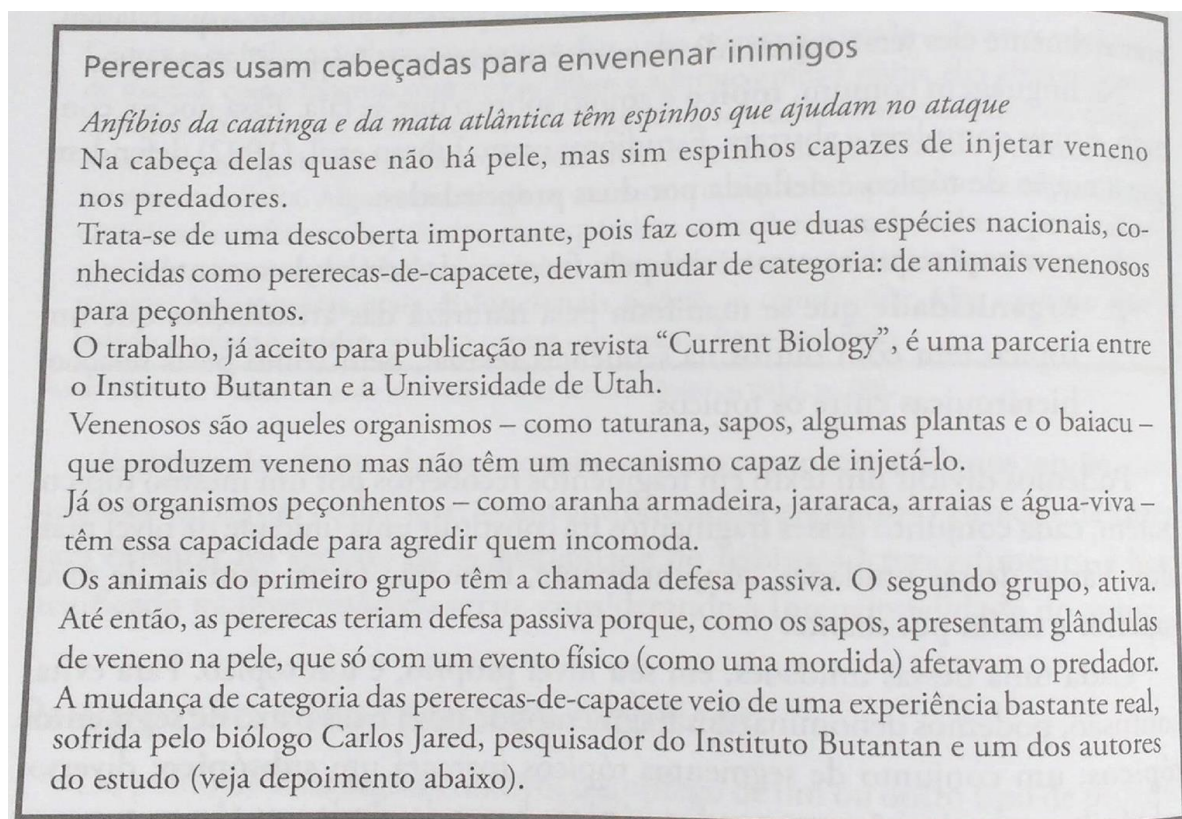 Pererecas usam cabeçadas para envenenar inimigos
Anfíbios da caatinga e da mata atlântica têm espinhos que ajudam no ataque
Na cabeça delas quase não há pele, mas sim espinhos capazes de injetar veneno
nos predadores.
Trata-se de uma descoberta importante, pois faz com que duas espécies nacionais, co-
nhecidas como pererecas-de-capacete, devam mudar de categoria: de animais venenosos
para peçonhentos.
O trabalho, já aceito para publicação na revista “Current Biology”, é uma parceria entre
o Instituto Butantan e a Universidade de Utah.
Venenosos são aqueles organismos – como taturana, sapos, algumas plantas e o baiacu –
que produzem veneno mas não têm um mecanismo capaz de injetá-lo.
Já os organismos peçonhentos – como aranha armadeira, jararaca, arraias e água-viva –
têm essa capacidade para agredir quem incomoda.
Os animais do primeiro grupo têm a chamada defesa passiva. O segundo grupo, ativa.
Até então, as pererecas teriam defesa passiva porque, como os sapos, apresentam glândulas
de veneno na pele, que só com um evento físico (como uma mordida) afetavam o predador.
A mudança de categoria das pererecas-de-capacete veio de uma experiência bastante real,
sofrida pelo biólogo Carlos Jared, pesquisador do Instituto Butantan e um dos autores
do estudo (veja depoimento abaixo).